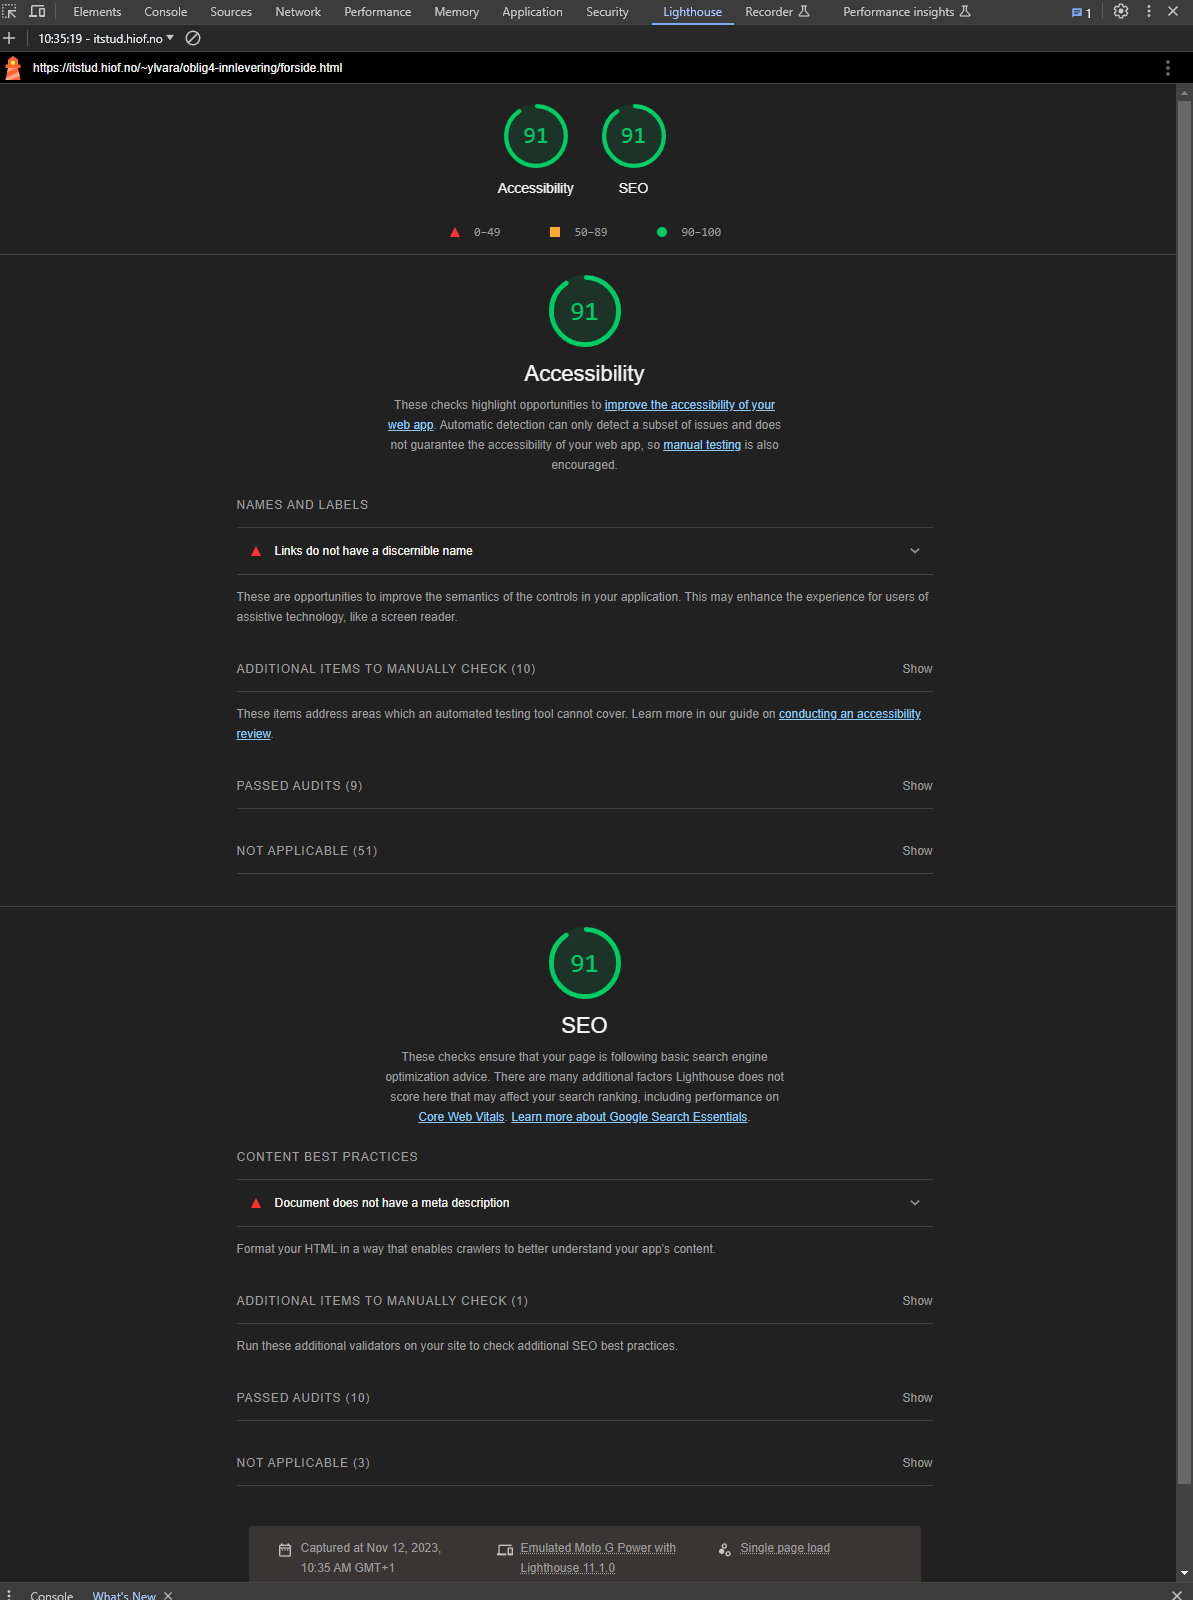 Elements Console Sources Network Performance Memory Application Security Lighthouse Recorder Performance insights 1
10:35:19 - itstud.hiof.no
https://itstud.hiof.no/~ylvara/oblig4-innlevering/forside.html
91 91
Accessibility SEO
0–49 50–89 90–100
91
Accessibility
These checks highlight opportunities to improve the accessibility of your
web app. Automatic detection can only detect a subset of issues and does
not guarantee the accessibility of your web app, so manual testing is also
encouraged.
NAMES AND LABELS
Links do not have a discernible name
These are opportunities to improve the semantics of the controls in your application. This may enhance the experience for users of
assistive technology, like a screen reader.
ADDITIONAL ITEMS TO MANUALLY CHECK (10) Show
These items address areas which an automated testing tool cannot cover. Learn more in our guide on conducting an accessibility
review.
PASSED AUDITS (9) Show
NOT APPLICABLE (51) Show
91
SEO
These checks ensure that your page is following basic search engine
optimization advice. There are many additional factors Lighthouse does not
score here that may affect your search ranking, including performance on
Core Web Vitals. Learn more about Google Search Essentials.
CONTENT BEST PRACTICES
Document does not have a meta description
Format your HTML in a way that enables crawlers to better understand your app's content.
ADDITIONAL ITEMS TO MANUALLY CHECK (1) Show
Run these additional validators on your site to check additional SEO best practices.
PASSED AUDITS (10) Show
NOT APPLICABLE (3) Show
Captured at Nov 12, 2023, Emulated Moto G Power with Single page load
10:35 AM GMT+1 Lighthouse 11.1.0
Console What's New